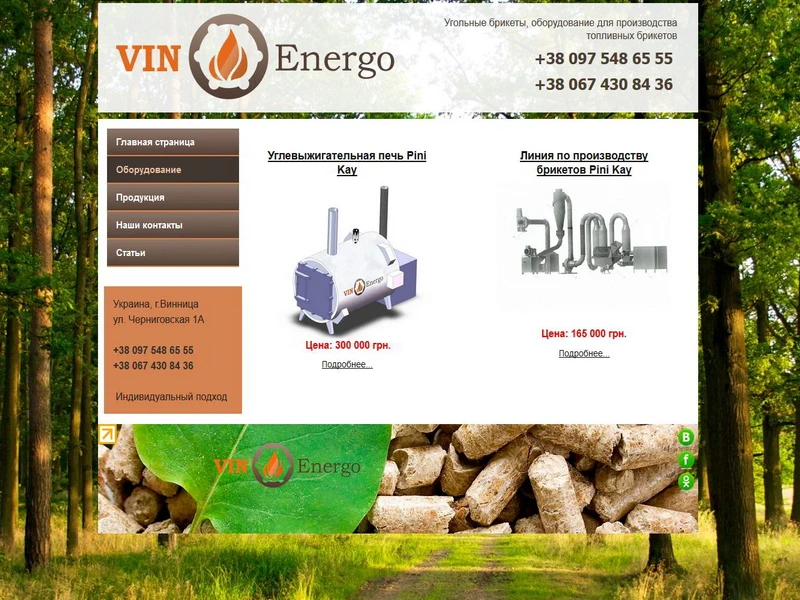 VIN Energo
Угольные брикеты, оборудование для производства
топливных брикетов
+38 097 548 65 55
+38 067 430 84 36
Главная страница
Оборудование
Продукция
Наши контакты
Статьи
Украина, г.Винница
ул. Черниговская 1А
+38 097 548 65 55
+38 067 430 84 36
Индивидуальный подход
Углевыжигательная печь Pini
Kay
VIN Energo
Цена: 300 000 грн.
Подробнее...
Линия по производству
брикетов Pini Kay
Цена: 165 000 грн.
Подробнее...
VIN Energo